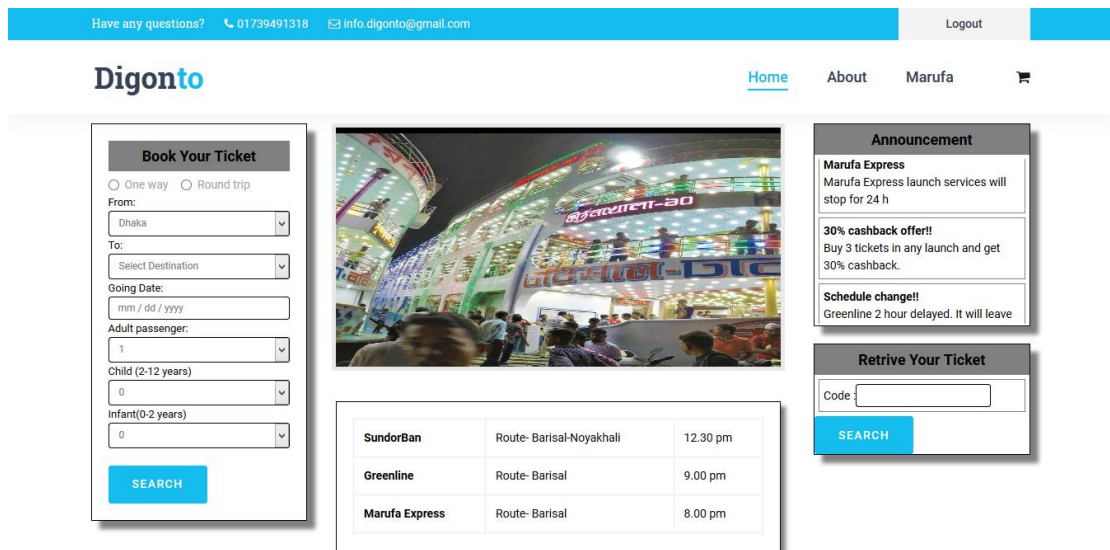 Have any questions? 01739491318 info.digonto@gmail.com Logout
Digonto
Home About Marufa
Book Your Ticket
One way Round trip
From:
Dhaka
To:
Select Destination
Going Date:
mm / dd / yyyy
Adult passenger:
1
Child (2-12 years)
0
Infant(0-2 years)
0
SEARCH
SundorBan Route- Barisal-Noyakhali 12.30 pm
Greenline Route- Barisal 9.00 pm
Marufa Express Route- Barisal 8.00 pm
Announcement
Marufa Express
Marufa Express launch services will
stop for 24 h
30% cashback offer!!
Buy 3 tickets in any launch and get
30% cashback.
Schedule change!!
Greenline 2 hour delayed. It will leave
Retrive Your Ticket
Code :
SEARCH